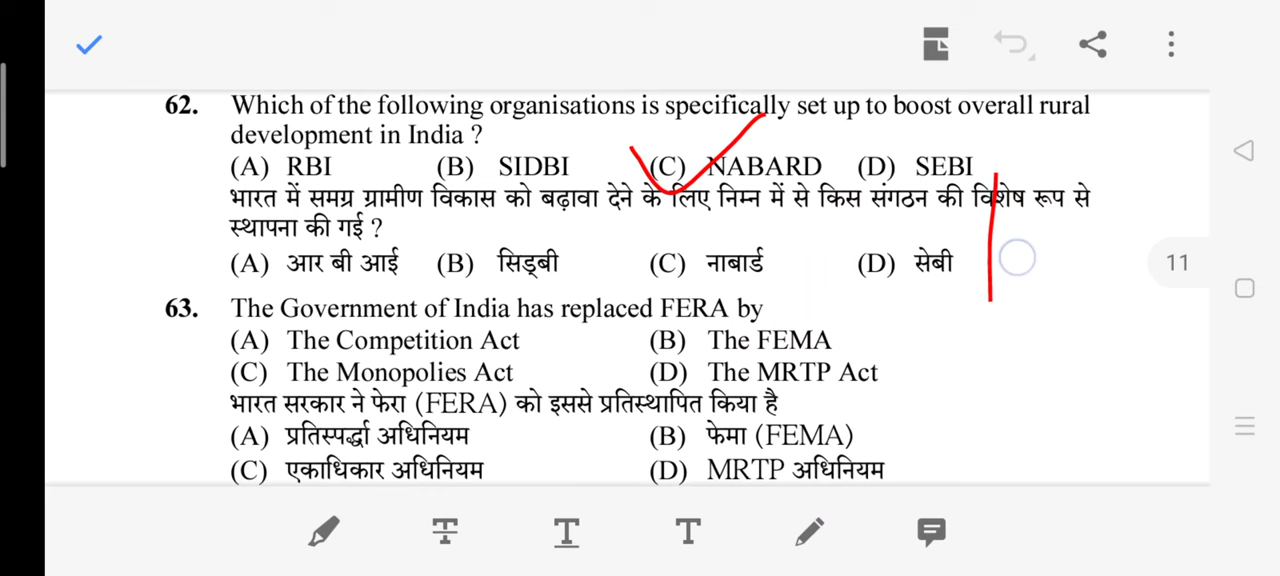 62. Which of the following organisations is specifically set up to boost overall rural
development in India ?
(A) RBI (B) SIDBI (C) NABARD (D) SEBI
भारत में समग्र ग्रामीण विकास को बढ़ावा देने के लिए निम्न में से किस संगठन की विशेष रूप से
स्थापना की गई ?
(A) आर बी आई (B) सिड्बी (C) नाबार्ड (D) सेबी
11
63. The Government of India has replaced FERA by
(A) The Competition Act (B) The FEMA
(C) The Monopolies Act (D) The MRTP Act
भारत सरकार ने फेरा (FERA) को इससे प्रतिस्थापित किया है
(A) प्रतिस्पर्द्धा अधिनियम (B) फेमा (FEMA)
(C) एकाधिकार अधिनियम (D) MRTP अधिनियम